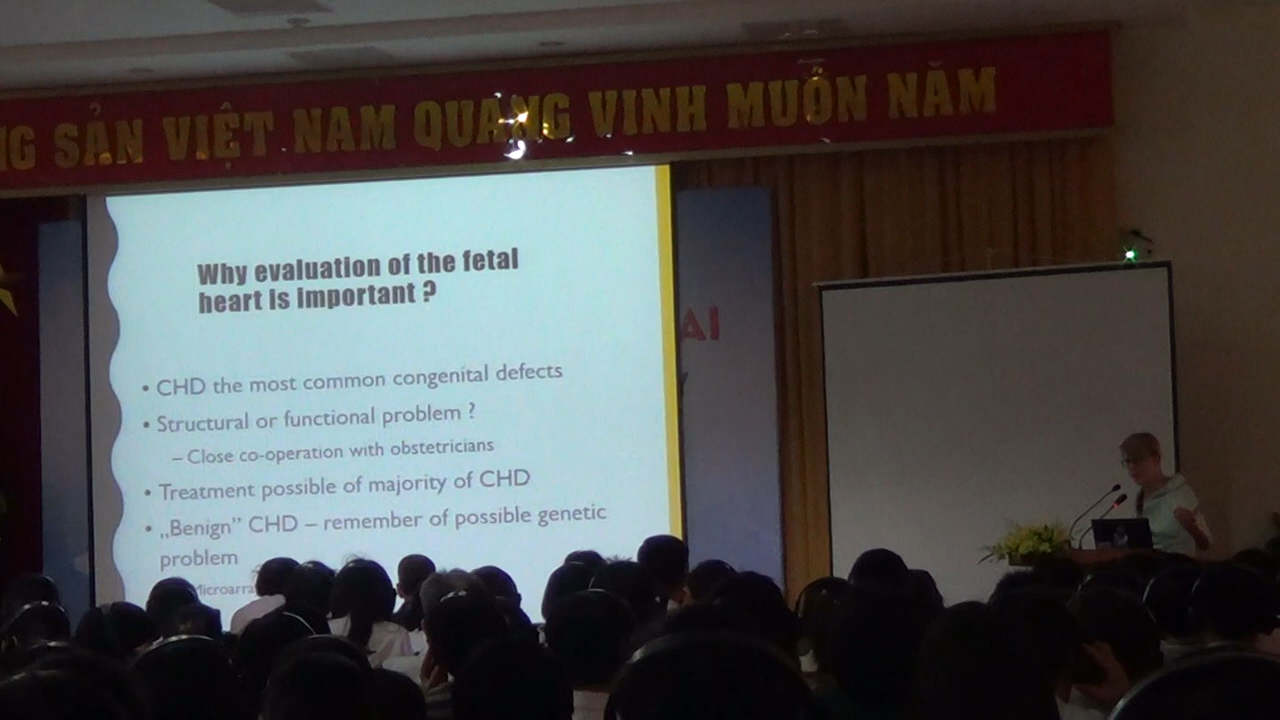 SẢN VIỆT NAM QUANG VINH MUÔN NĂM
Why evaluation of the fetal
heart is important ?
AI
• CHD the most common congenital defects
• Structural or functional problem ?
– Close co-operation with obstetricians
• Treatment possible of majority of CHD
• „Benign” CHD – remember of possible genetic
problem